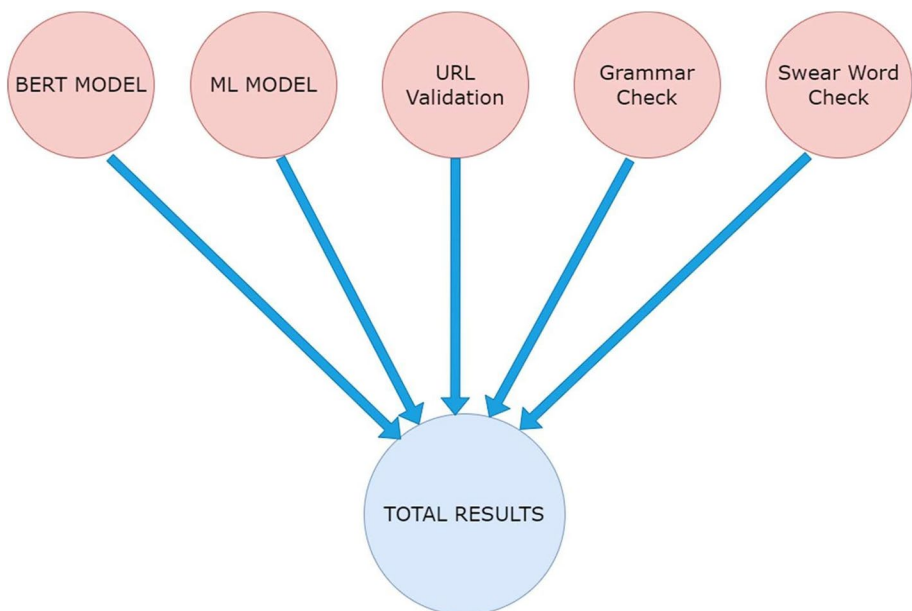 BERT MODEL
ML MODEL
URL
Validation
Grammar
Check
Swear Word
Check
TOTAL RESULTS